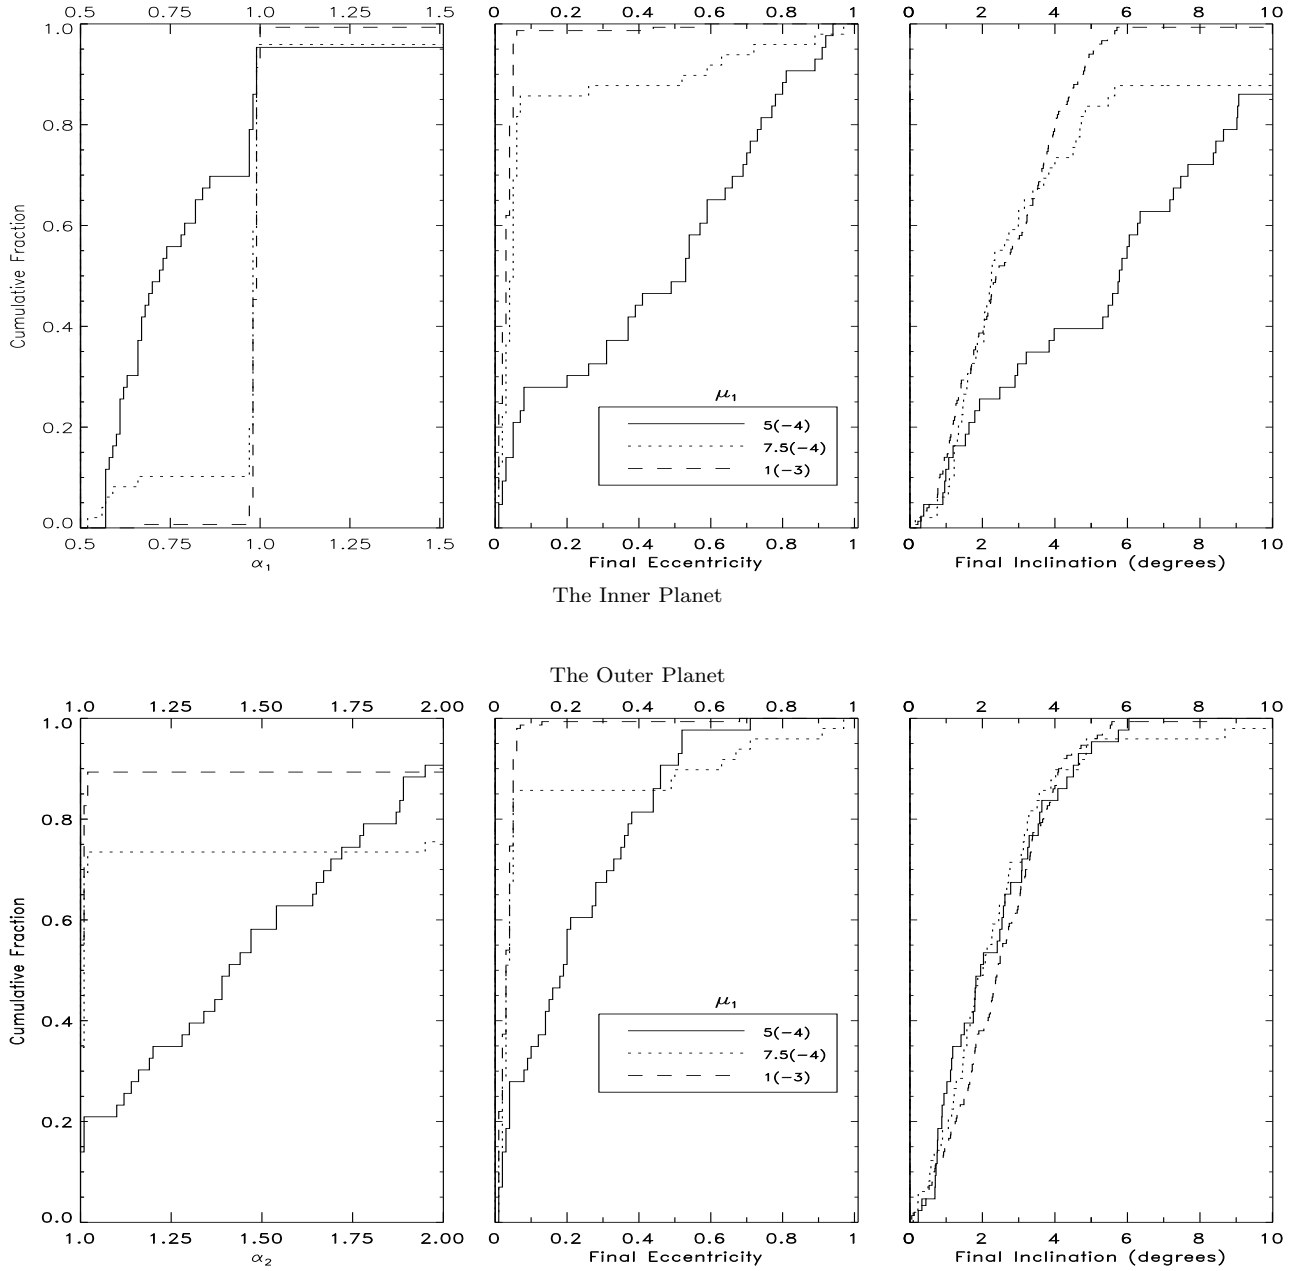 0.5 0.75 1.0 1.25 1.5
0 0.2 0.4 0.6 0.8 1
0 2 4 6 8 10
1.0
0.8
0.6
0.4
0.2
0.0
Cumulative Fraction
μ1
5(−4)
7.5(−4)
1(−3)
0.5 0.75 1.0 1.25 1.5
0 0.2 0.4 0.6 0.8 1
0 2 4 6 8 10
α1
Final Eccentricity
Final Inclination (degrees)
The Inner Planet
The Outer Planet
1.0 1.25 1.50 1.75 2.00
0 0.2 0.4 0.6 0.8 1
0 2 4 6 8 10
1.0
0.8
0.6
0.4
0.2
0.0
Cumulative Fraction
μ1
5(−4)
7.5(−4)
1(−3)
1.0 1.25 1.50 1.75 2.00
0 0.2 0.4 0.6 0.8 1
0 2 4 6 8 10
α2
Final Eccentricity
Final Inclination (degrees)